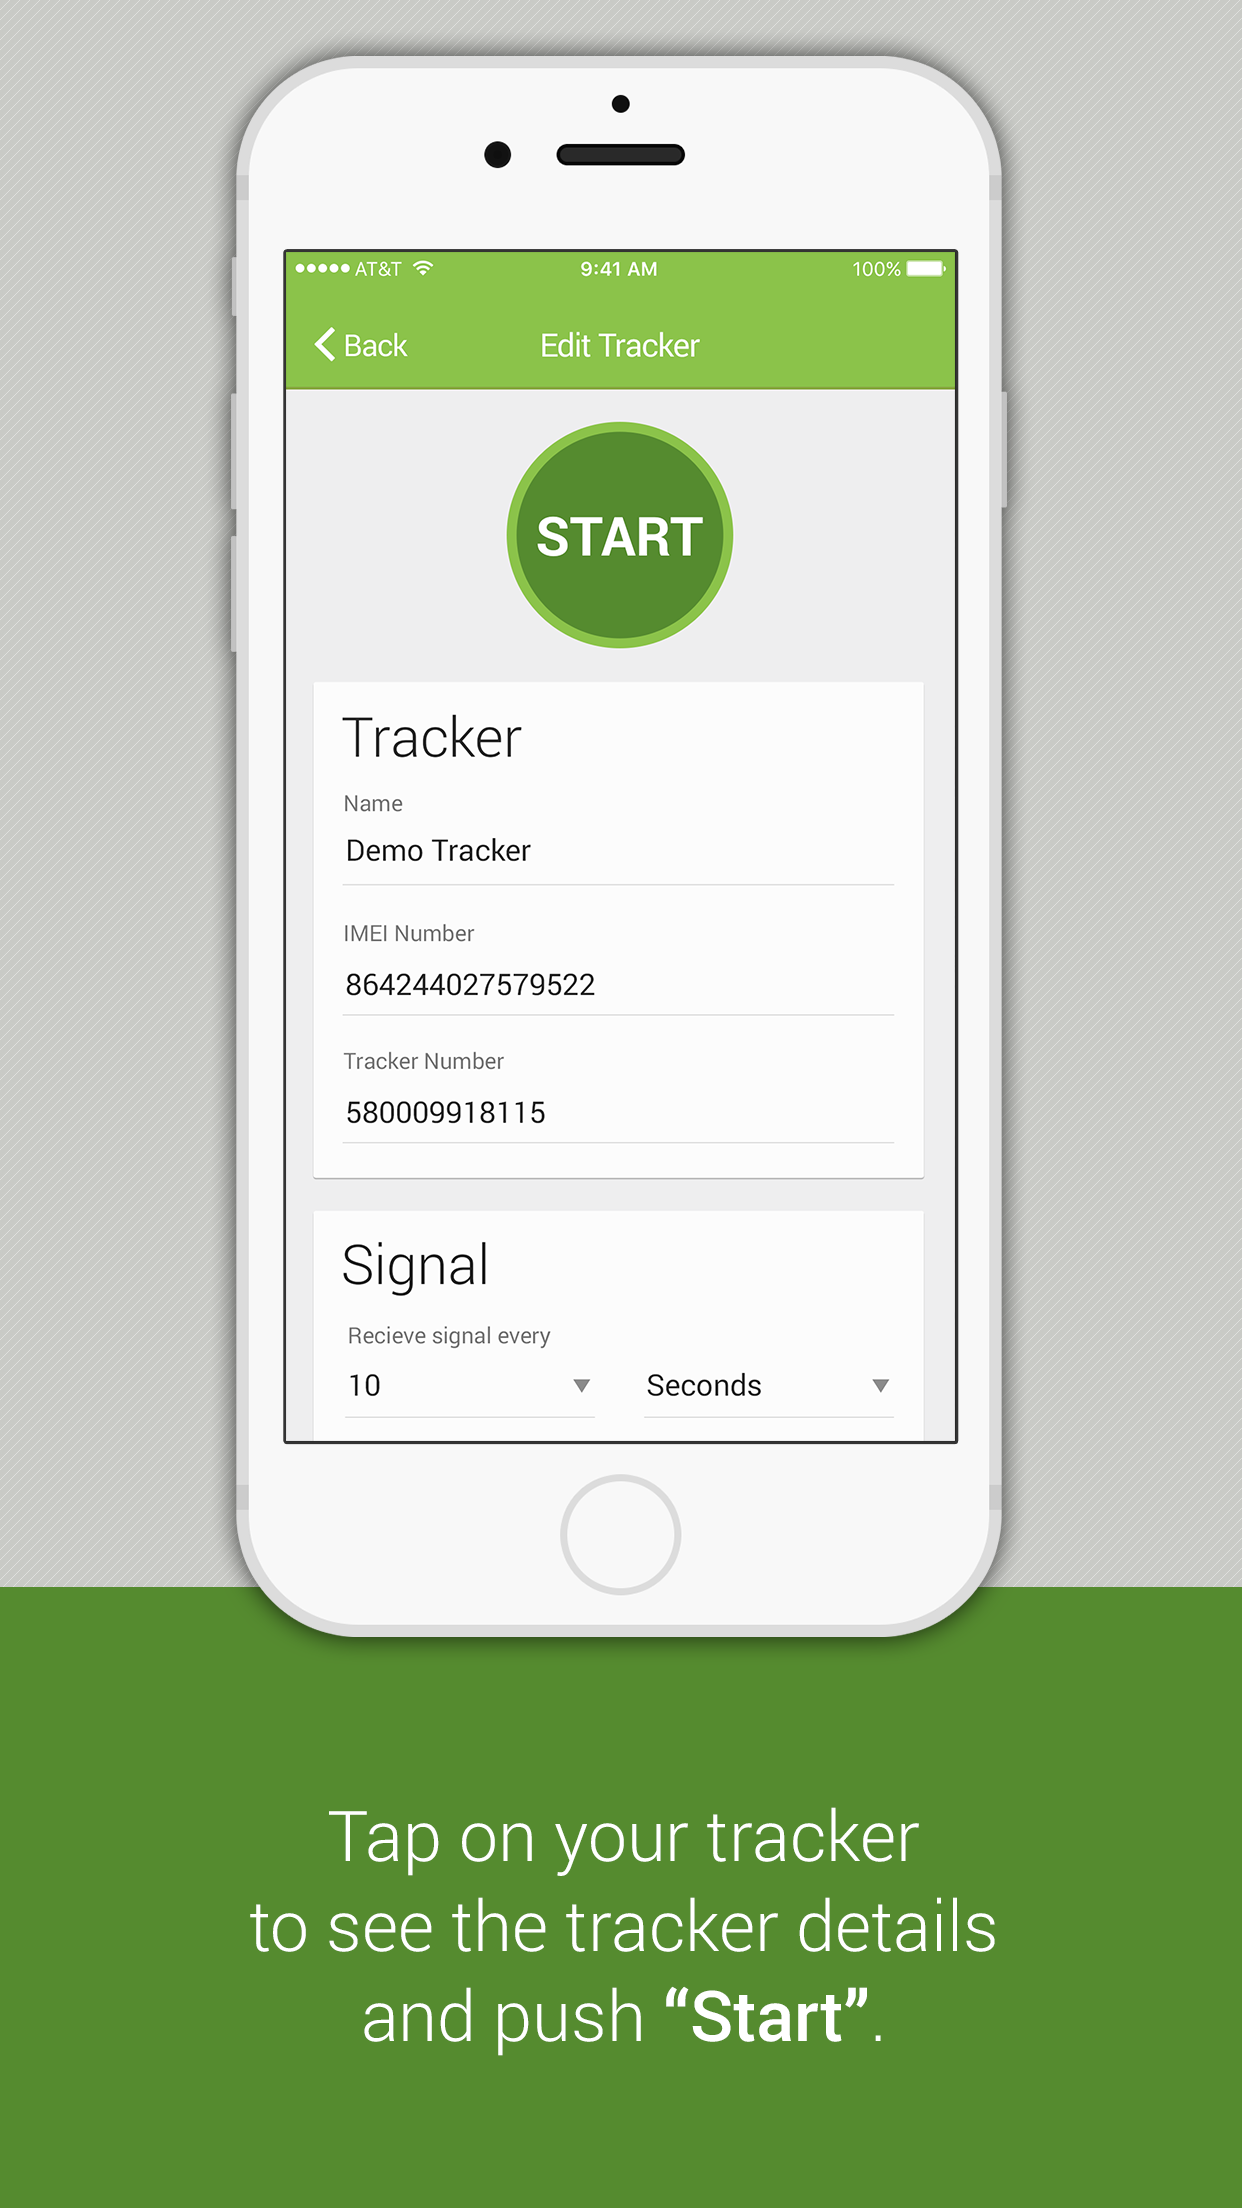 AT&T 9:41 AM 100%
Back Edit Tracker
START
Tracker
Name
Demo Tracker
IMEI Number
864244027579522
Tracker Number
580009918115
Signal
Recieve signal every
10 Seconds
Tap on your tracker
to see the tracker details
and push “Start”.